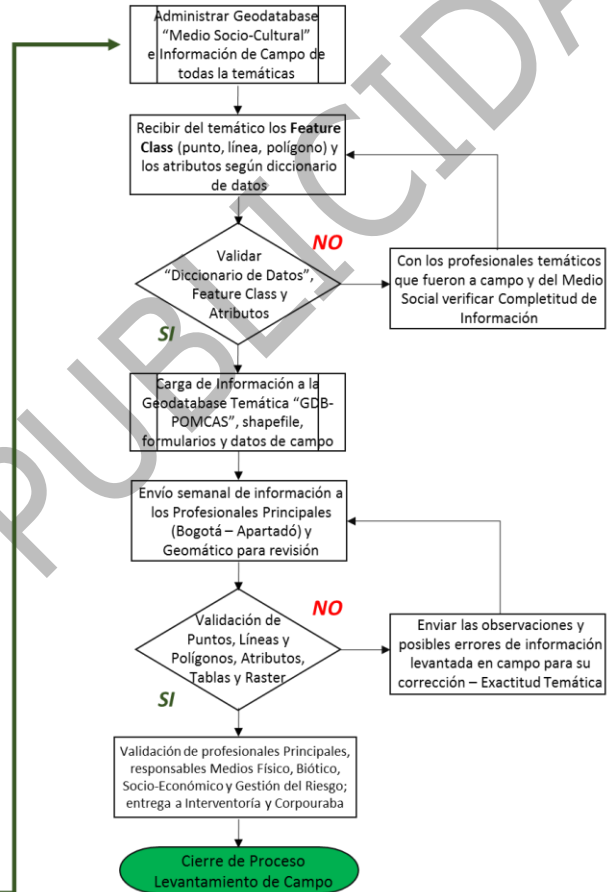 Administrar Geodatabase
“Medio Socio-Cultural”
e Información de Campo de
todas la temáticas
Recibir del temático los Feature
Class (punto, línea, polígono) y
los atributos según diccionario
de datos
NO
Validar
“Diccionario de Datos”,
Feature Class y
Atributos
SI
Con los profesionales temáticos
que fueron a campo y del Medio
Social verificar Completitud de
Información
Carga de Información a la
Geodatabase Temática “GDB-
POMCAS”, shapefile,
formularios y datos de campo
Envío semanal de información a
los Profesionales Principales
(Bogotá – Apartadó) y
Geomático para revisión
NO
Validación de
Puntos, Líneas y
Polígonos, Atributos,
Tablas y Raster
SI
Enviar las observaciones y
posibles errores de información
levantada en campo para su
corrección – Exactitud Temática
Validación de profesionales Principales,
responsables Medios Físico, Biótico,
Socio-Económico y Gestión del Riesgo;
entrega a Interventoría y Corpouraba
Cierre de Proceso
Levantamiento de Campo
PUBLICIDA